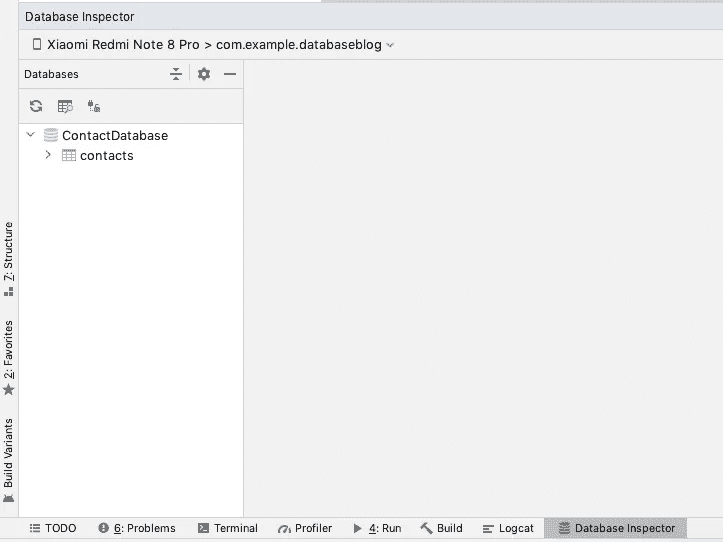 Database Inspector
Xiaomi Redmi Note 8 Pro > com.example.databaseblog
Databases
ContactDatabase
contacts
7: Structure
2: Favorites
Build Variants
TODO
6: Problems
Terminal
Profiler
4: Run
Build
Logcat
Database Inspector